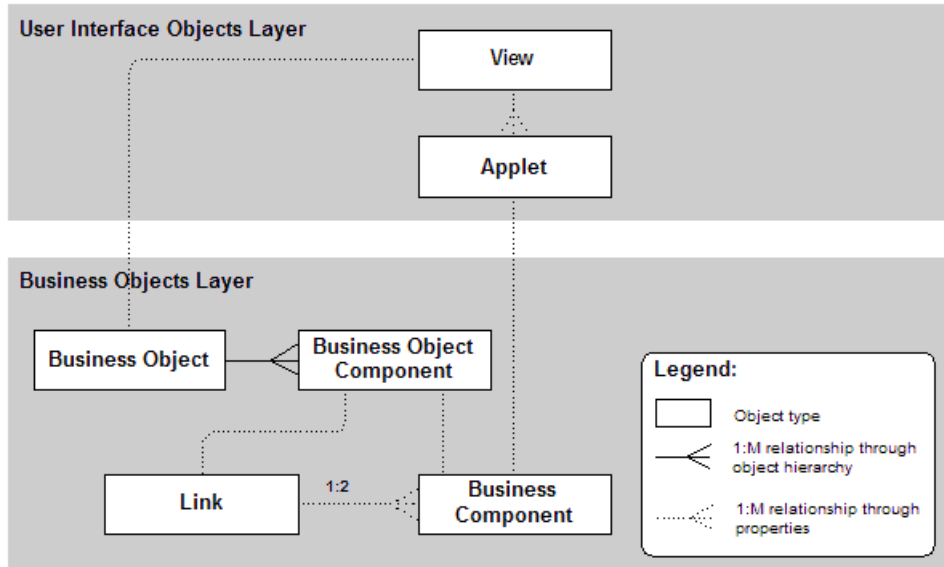 User Interface Objects Layer
View
Applet
Business Objects Layer
Business Object
Business Object
Component
Link
1:2
Business
Component
Legend:
Object type
1:M relationship through
object hierarchy
1:M relationship through
properties